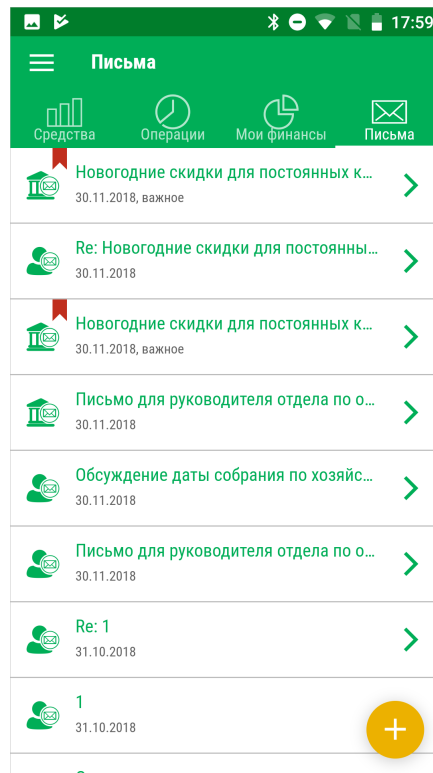 17:59
Письма
Средства
Операции
Мои финансы
Письма
Новогодние скидки для постоянных к...
30.11.2018, важное
Re: Новогодние скидки для постоянны...
30.11.2018
Новогодние скидки для постоянных к...
30.11.2018, важное
Письмо для руководителя отдела по о...
30.11.2018
Обсуждение даты собрания по хозяйс...
30.11.2018
Письмо для руководителя отдела по о...
30.11.2018
Re: 1
31.10.2018
1
31.10.2018